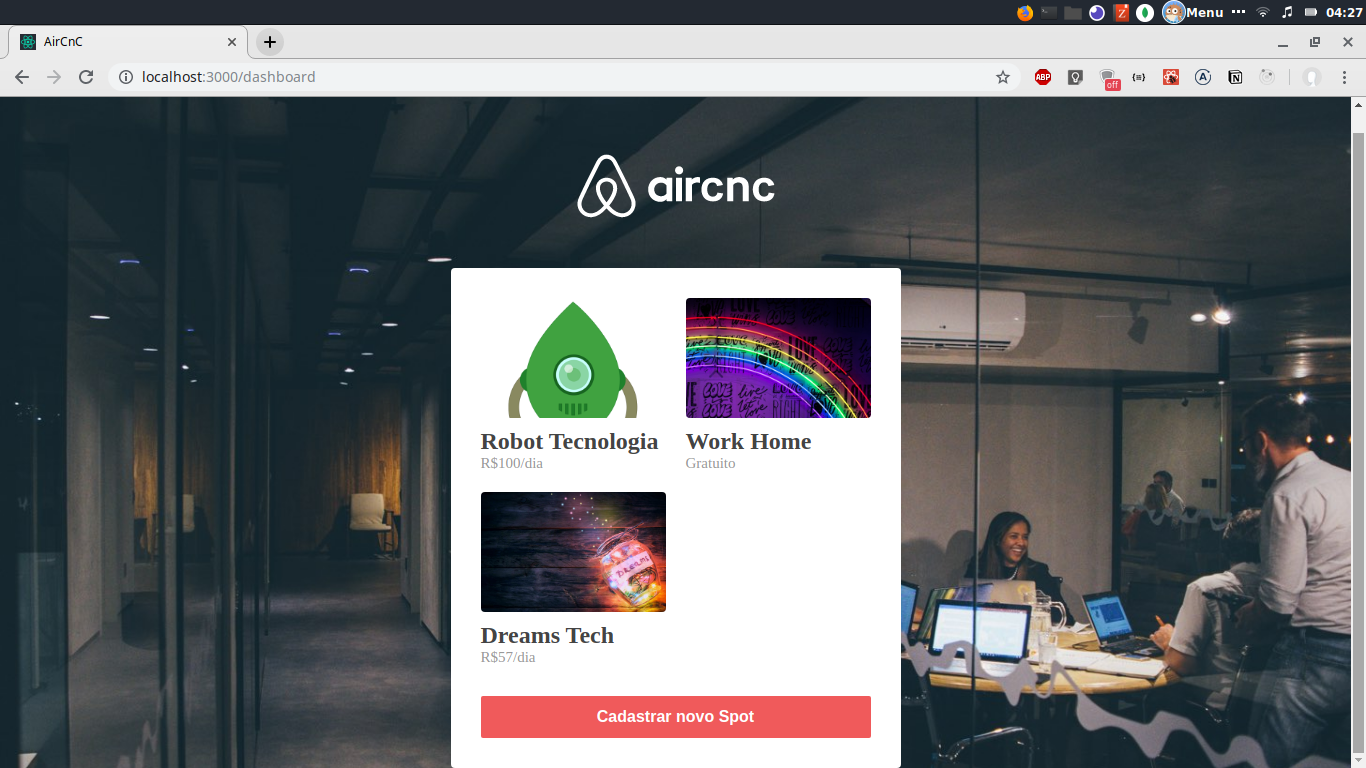 Menu
04:27
AirCnC
localhost:3000/dashboard
ABP
off
aircnc
Robot Tecnologia
R$100/dia
Work Home
Gratuito
DREAMS
Dreams Tech
R$57/dia
Cadastrar novo Spot